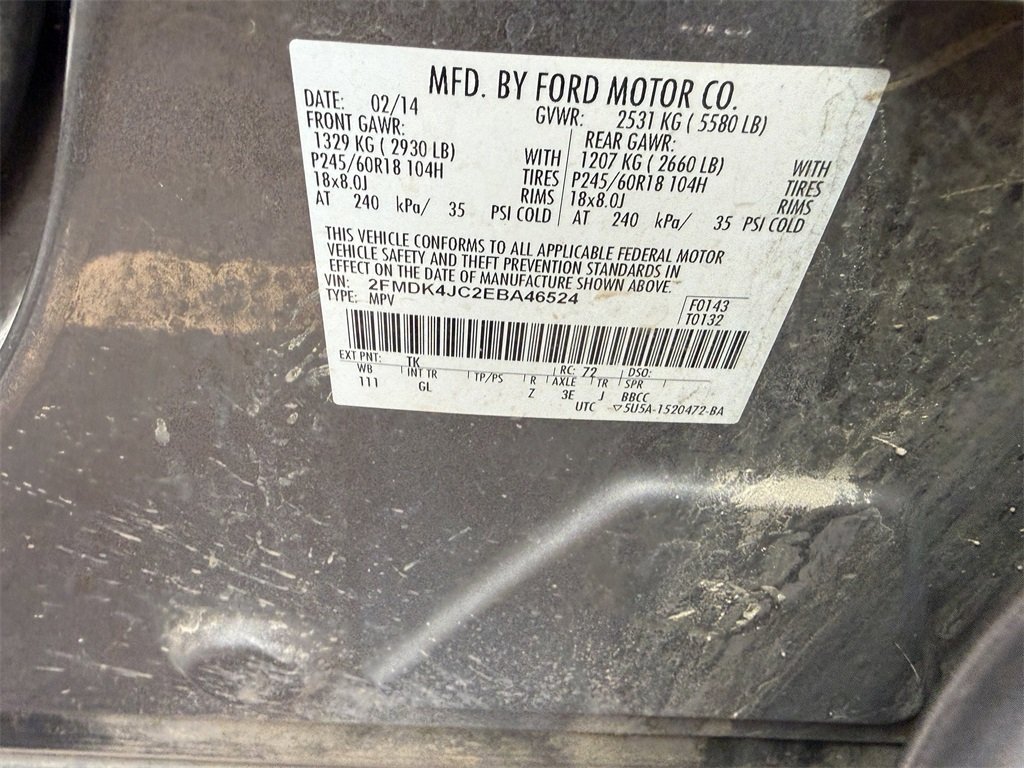 MFD. BY FORD MOTOR CO.
DATE: 02/14 GVWR: 2531 KG ( 5580 LB)
FRONT GAWR: REAR GAWR:
1329 KG ( 2930 LB) WITH 1207 KG ( 2660 LB) WITH
P245/60R18 104H TIRES P245/60R18 104H TIRES
18x8.0J RIMS 18x8.0J RIMS
AT 240 kPa/ 35 PSI COLD AT 240 kPa/ 35 PSI COLD
THIS VEHICLE CONFORMS TO ALL APPLICABLE FEDERAL MOTOR
VEHICLE SAFETY AND THEFT PREVENTION STANDARDS IN
EFFECT ON THE DATE OF MANUFACTURE SHOWN ABOVE.
VIN: 2FMDK4JC2EBA46524
TYPE: MPV
F0143
T0132
EXT PNT: TK RC: 72 DSO:
WB INT TR TP/PS R AXLE TR SPR
111 GL Z 3E J BBCC
UTC ▽5U5A-1520472-BA